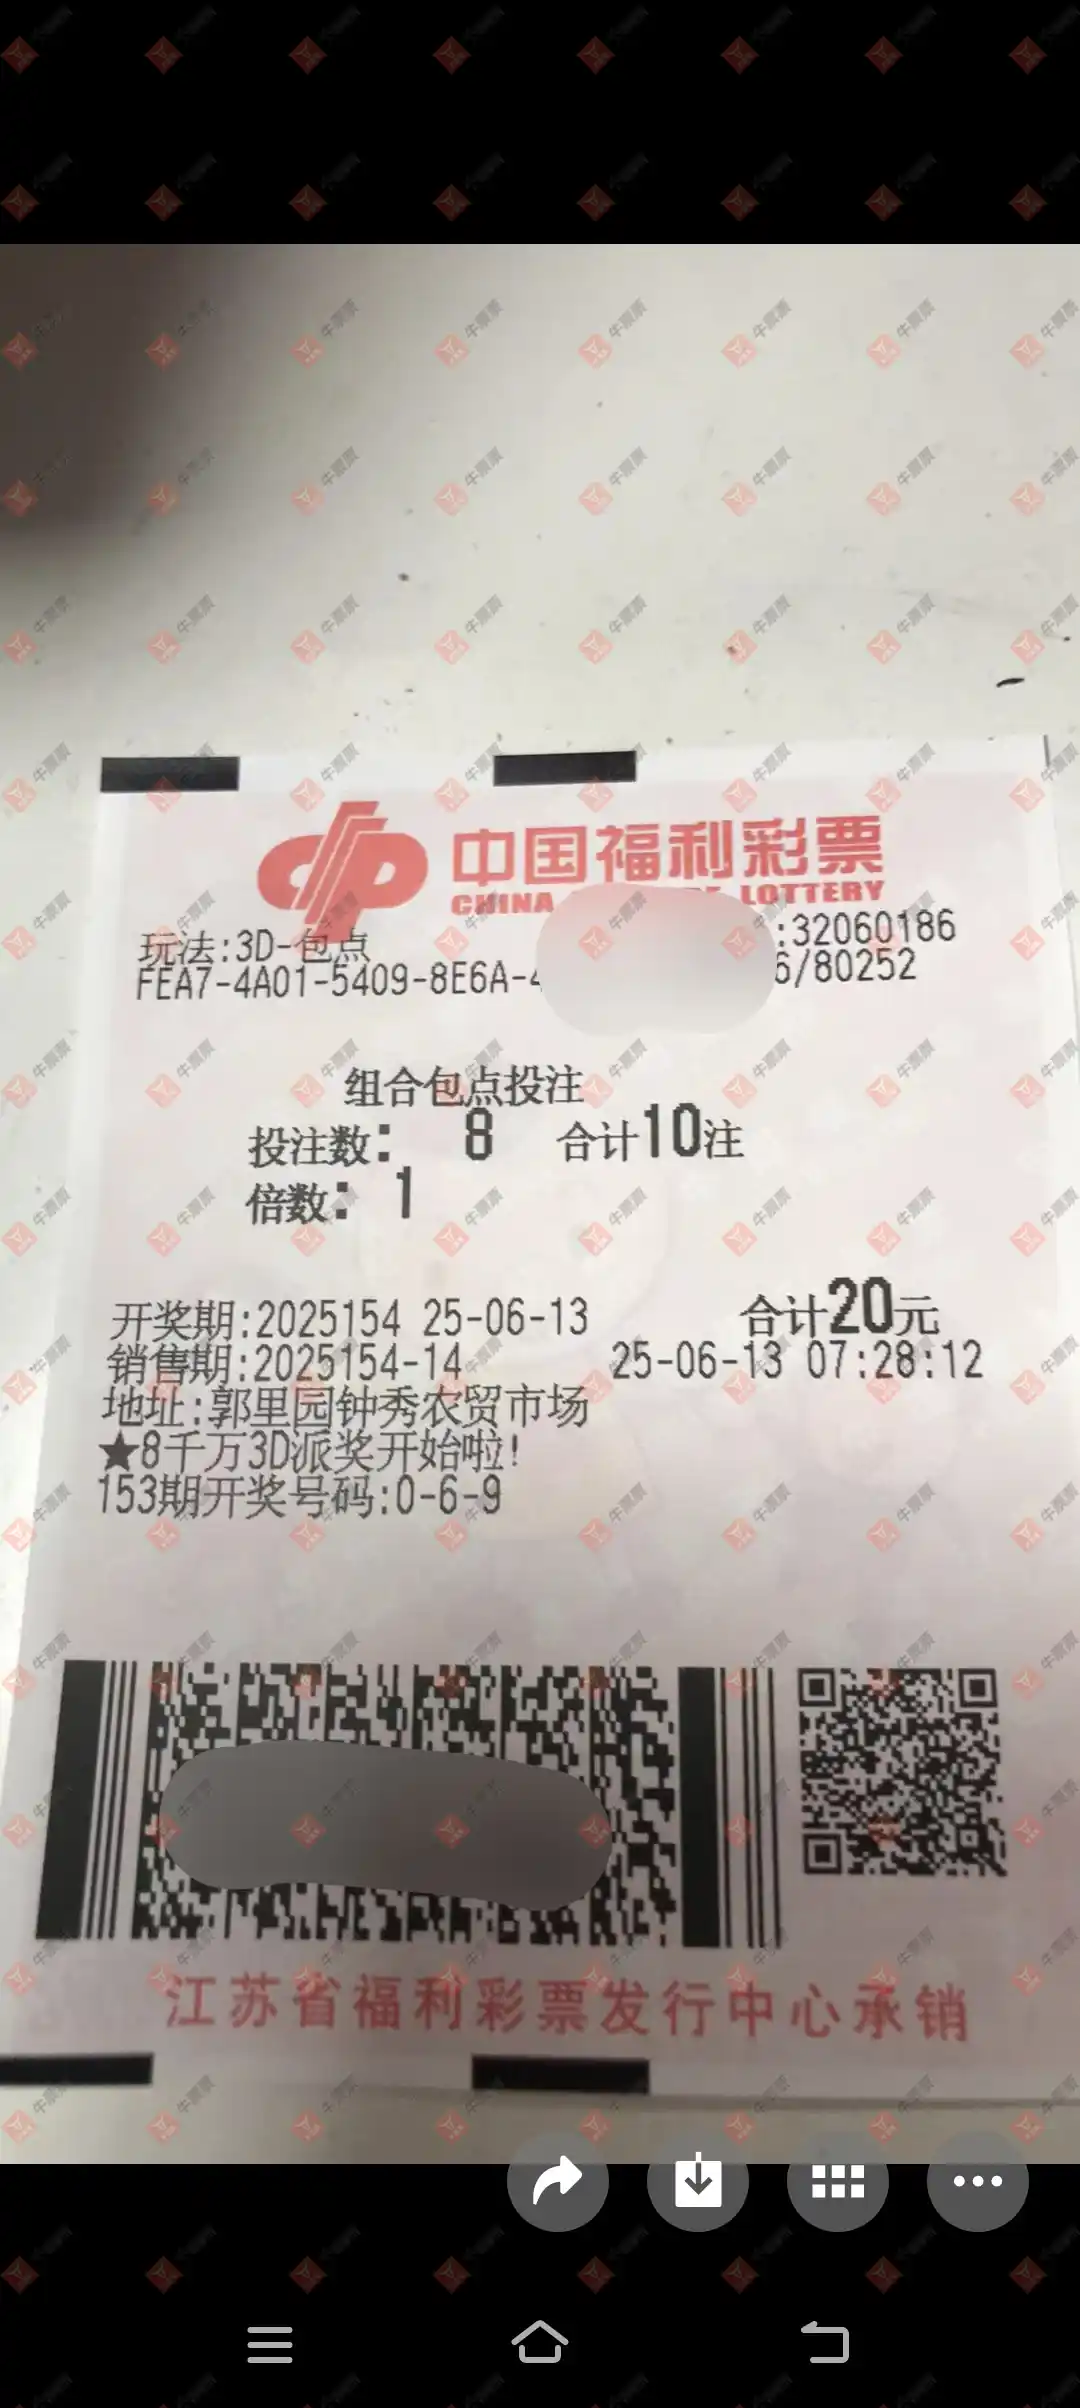 中国福利彩票
CHINA LOTTERY
玩法:3D-包点 :32060186
FEA7-4A01-5409-8E6A-4 6/80252
组合包点投注
投注数: 8 合计10注
倍数: 1
合计20元
开奖期:2025154 25-06-13
销售期:2025154-14 25-06-13 07:28:12
地址:郭里园钟秀农贸市场
★8千万3D派奖开始啦!
153期开奖号码:0-6-9
江苏省福利彩票发行中心承销
牛票票